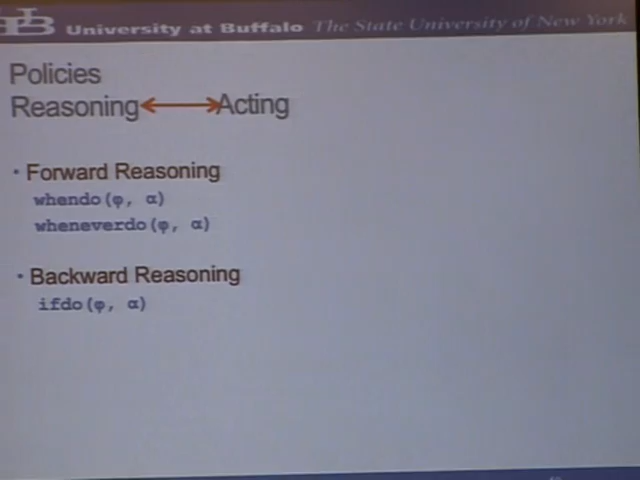 UB University at Buffalo The State University of New York
Policies
Reasoning Acting
• Forward Reasoning
whendo(φ, α)
wheneverdo(φ, α)
• Backward Reasoning
ifdo(φ, α)